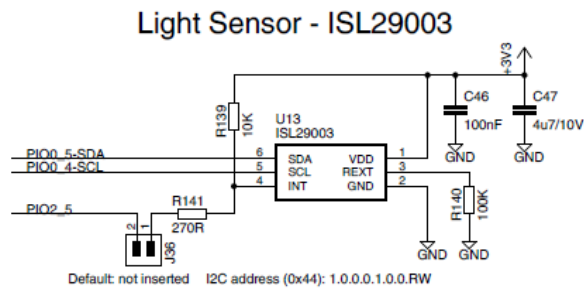 Light Sensor - ISL29003
+3V3
R139
10K
C46
100nF
C47
4u7/10V
GND
GND
U13
ISL29003
PIO0_5-SDA
6
SDA
VDD
1
PIO0_4-SCL
5
SCL
REXT
3
4
INT
GND
2
R141
270R
R140
100K
PIO2_5
2
1
J36
GND
GND
Default: not inserted I2C address (0x44): 1.0.0.0.1.0.0.RW